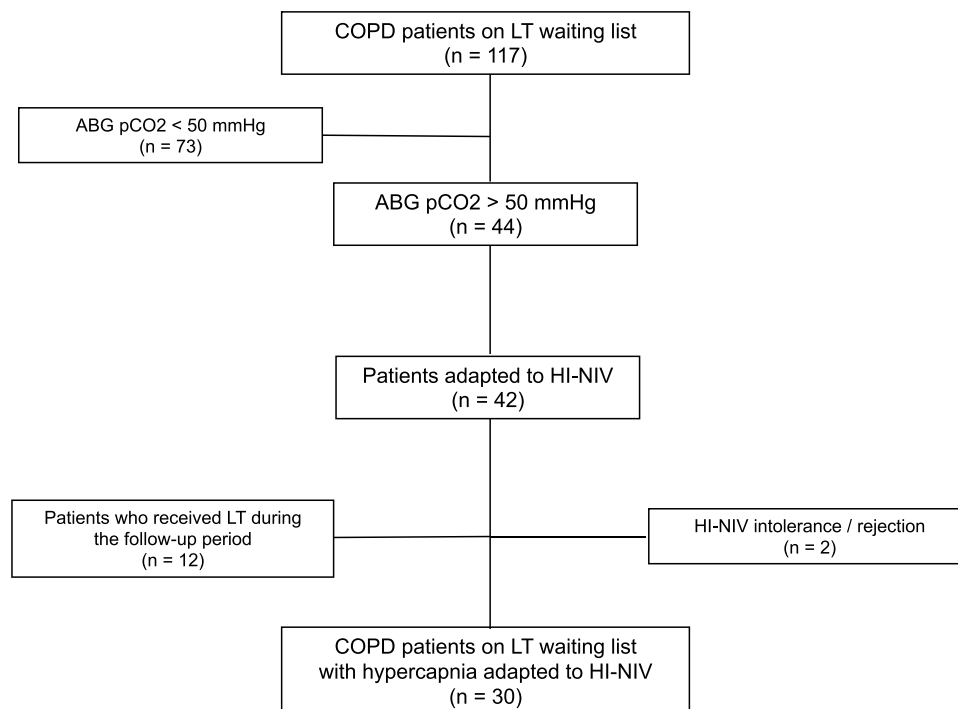 COPD patients on LT waiting list
(n = 117)
ABG pCO2 < 50 mmHg
(n = 73)
ABG pCO2 > 50 mmHg
(n = 44)
Patients adapted to HI-NIV
(n = 42)
Patients who received LT during
the follow-up period
(n = 12)
HI-NIV intolerance / rejection
(n = 2)
COPD patients on LT waiting list
with hypercapnia adapted to HI-NIV
(n = 30)